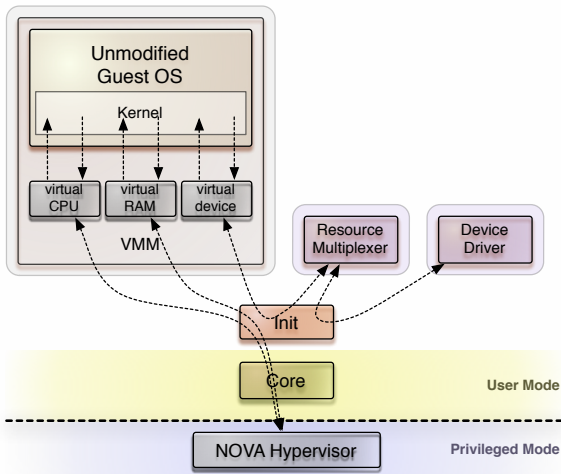 Unmodified
Guest OS
Kernel
virtual
CPU
virtual
RAM
virtual
device
VMM
Resource
Multiplexer
Device
Driver
Init
Core
User Mode
NOVA Hypervisor
Privileged Mode